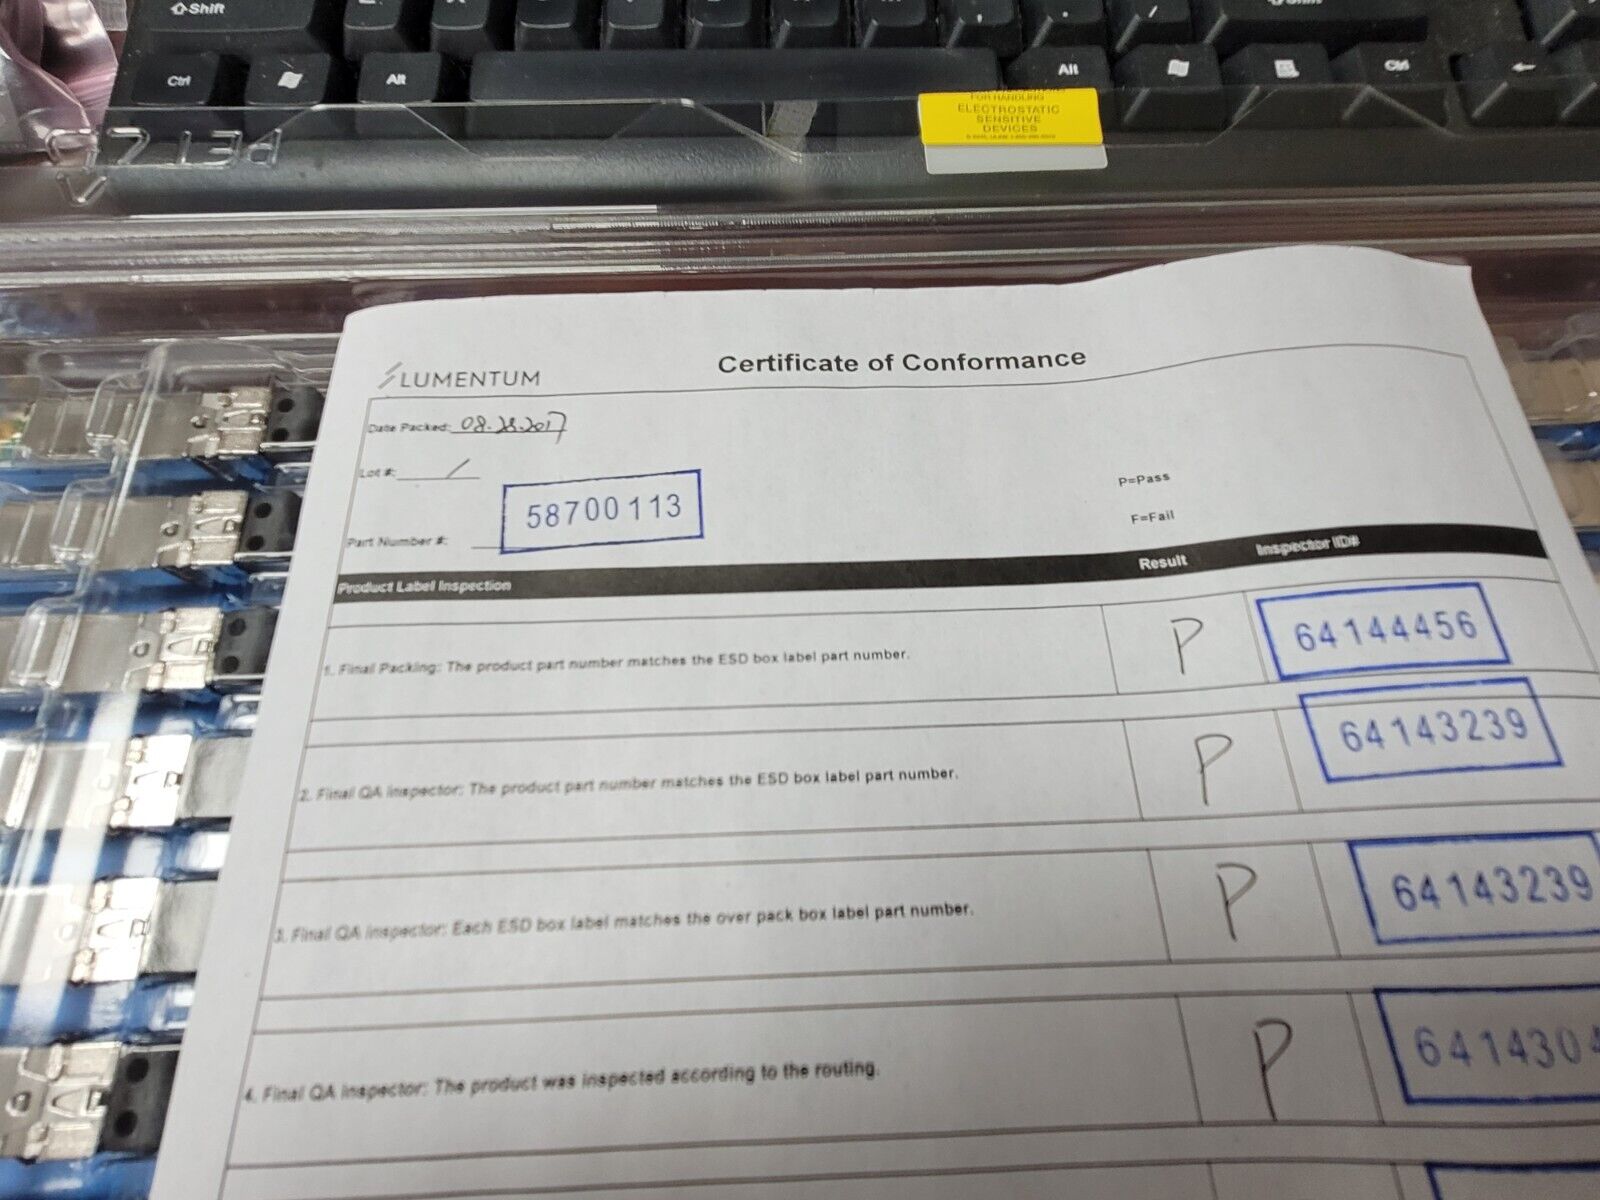 Shift
Ctrl
Alt
Alt
Ctrl
FOR HANDLING
ELECTROSTATIC
SENSITIVE
DEVICES
PET
LUMENTUM
Certificate of Conformance
Date Packed: 08.28.2017
Lot #: /
P=Pass
58700113
F=Fail
Part Number #:
Product Label Inspection Result Inspector ID#
1. Final Packing: The product part number matches the ESD box label part number. P 64144456
2. Final QA Inspector: The product part number matches the ESD box label part number. P 64143239
3. Final QA Inspector: Each ESD box label matches the over pack box label part number. P 64143239
4. Final QA Inspector: The product was inspected according to the routing. P 6414304